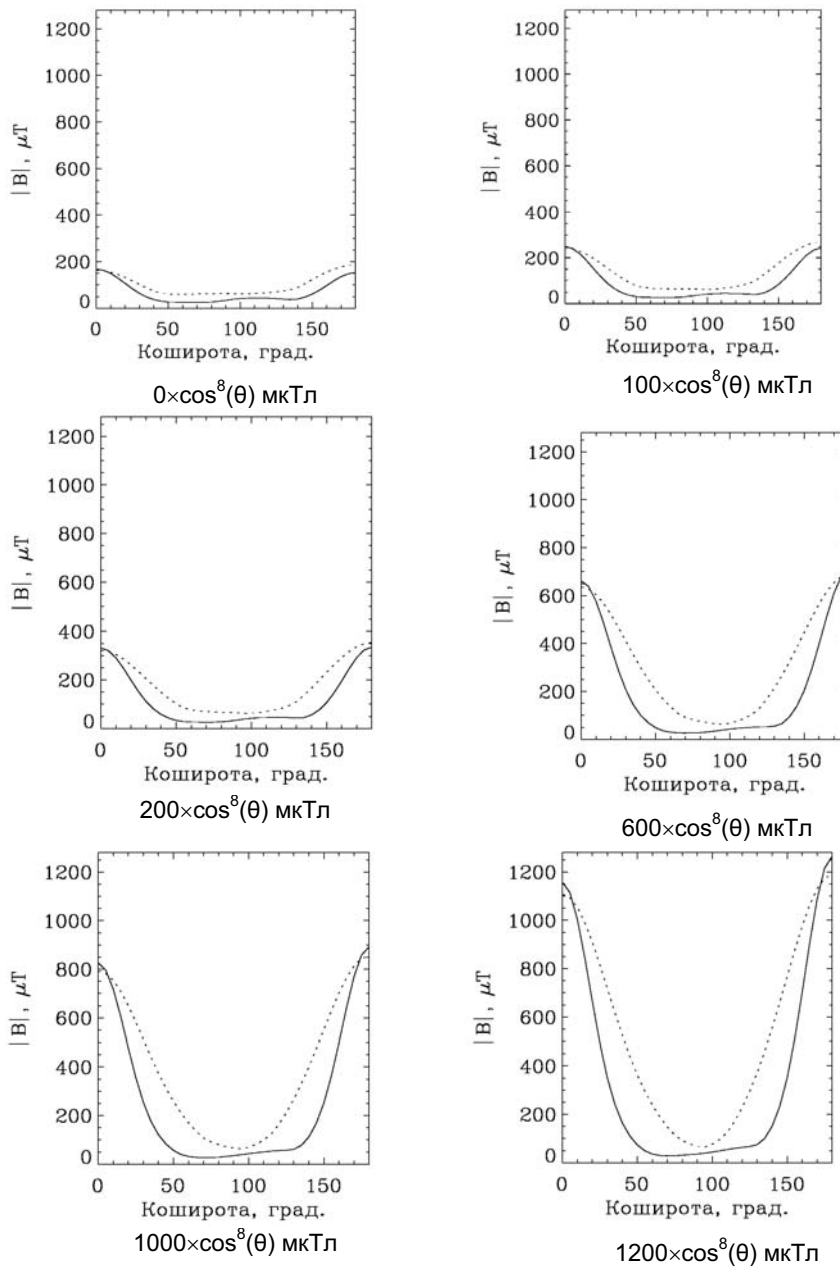 |B|, μT
1200
1000
800
600
400
200
0
0 50 100 150
Коширота, град.
0×cos⁸(θ) мкТл
|B|, μT
1200
1000
800
600
400
200
0
0 50 100 150
Коширота, град.
100×cos⁸(θ) мкТл
|B|, μT
1200
1000
800
600
400
200
0
0 50 100 150
Коширота, град.
200×cos⁸(θ) мкТл
|B|, μT
1200
1000
800
600
400
200
0
0 50 100 150
Коширота, град.
600×cos⁸(θ) мкТл
|B|, μT
1200
1000
800
600
400
200
0
0 50 100 150
Коширота, град.
1000×cos⁸(θ) мкТл
|B|, μT
1200
1000
800
600
400
200
0
0 50 100 150
Коширота, град.
1200×cos⁸(θ) мкТл